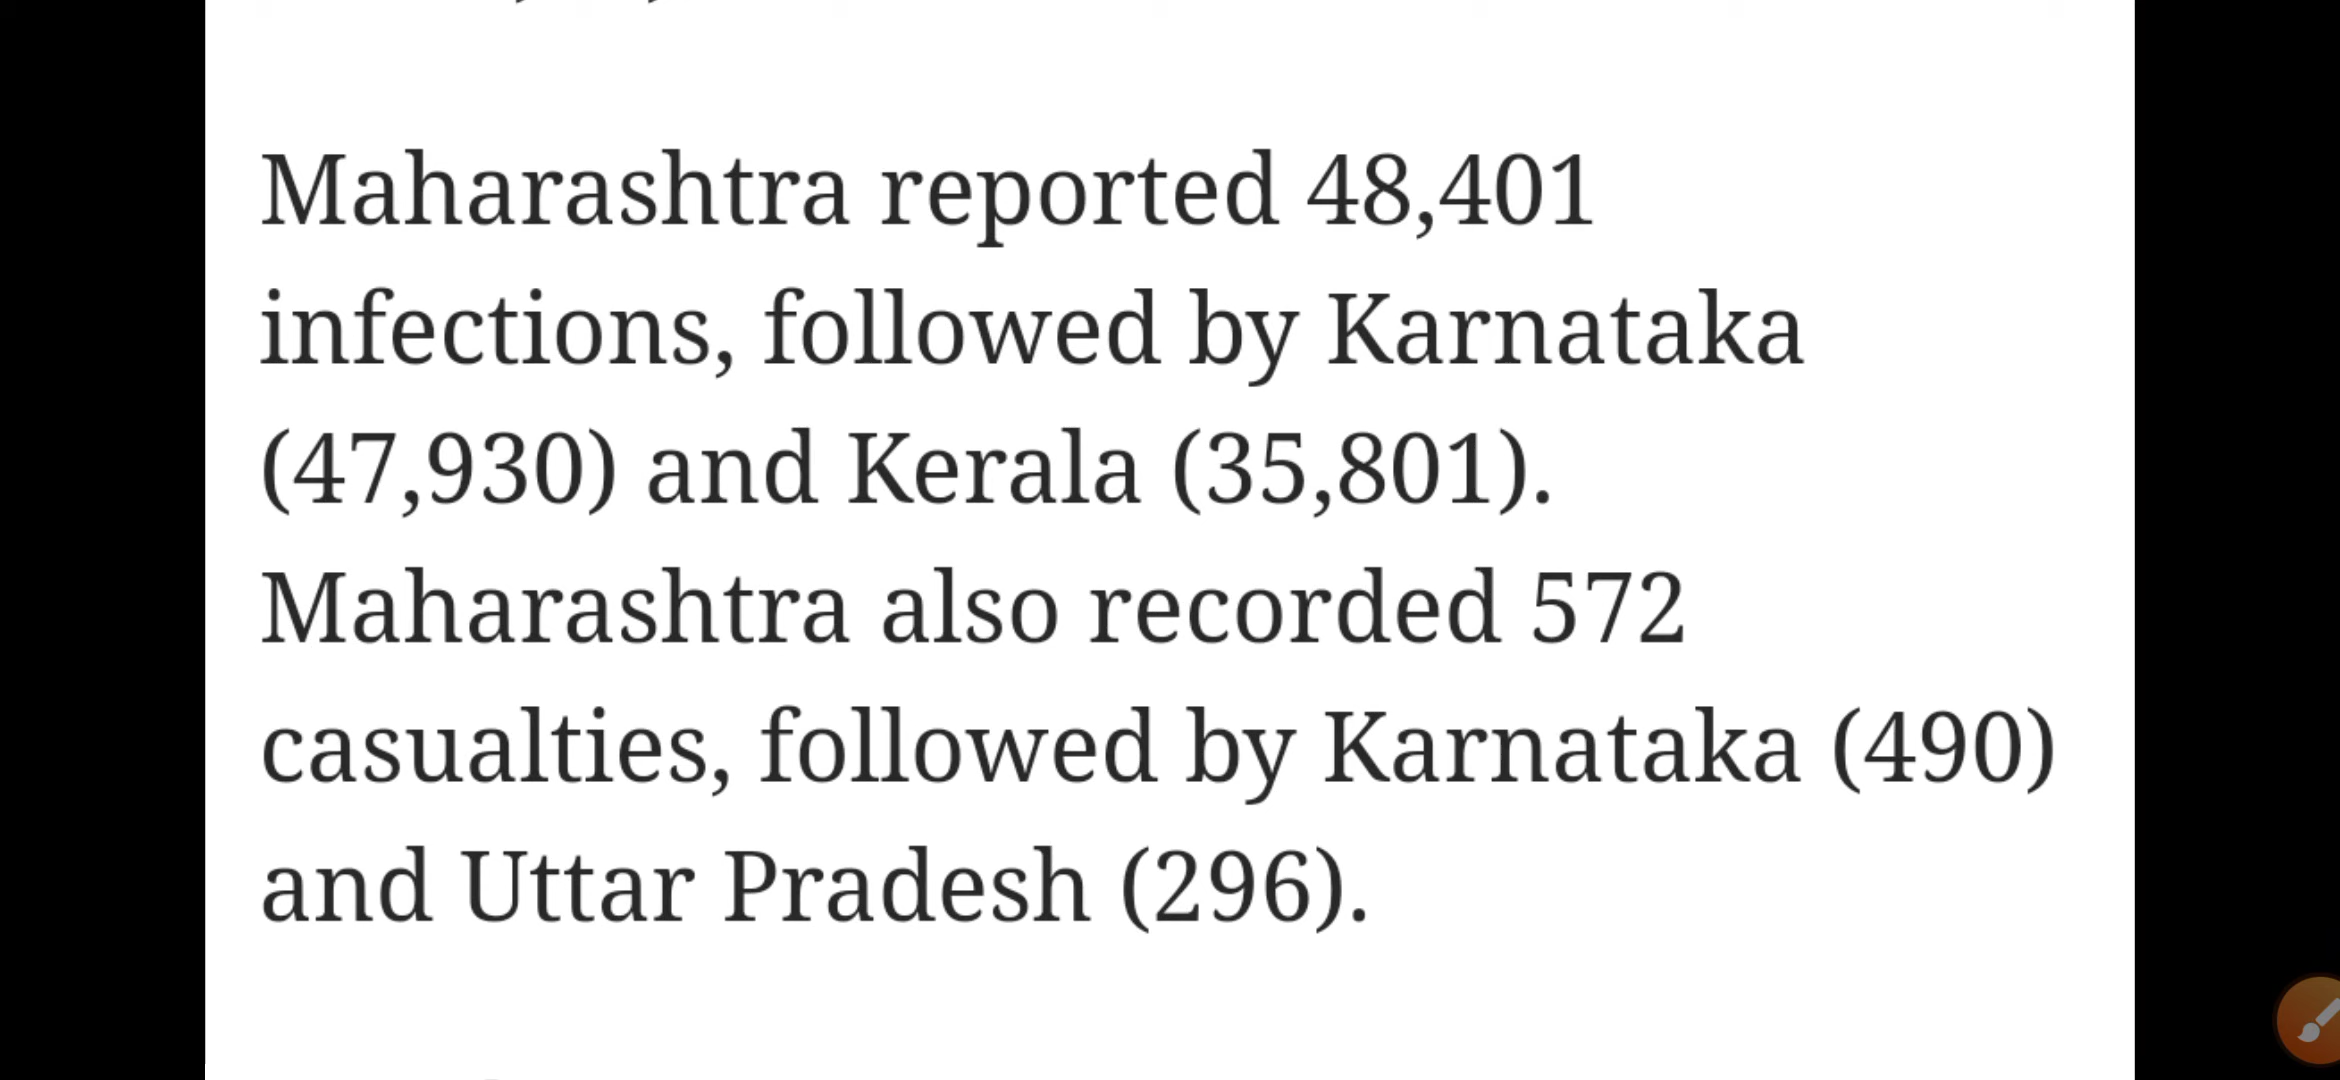 Maharashtra reported 48,401
infections, followed by Karnataka
(47,930) and Kerala (35,801).
Maharashtra also recorded 572
casualties, followed by Karnataka (490)
and Uttar Pradesh (296).